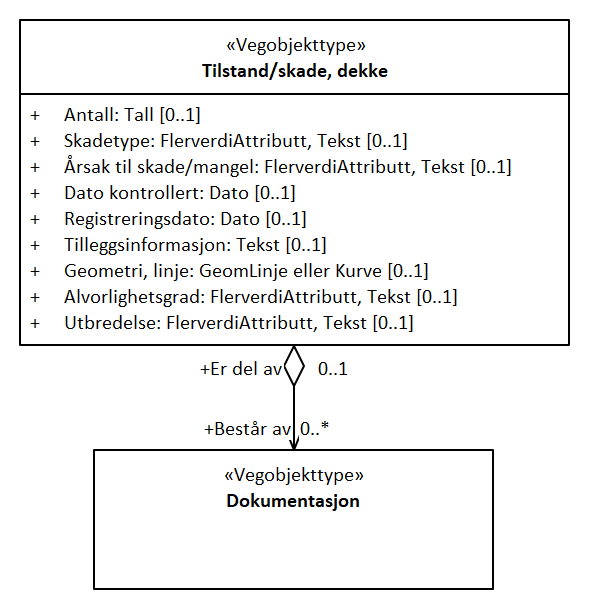 «Vegobjekttype»
Tilstand/skade, dekke
+ Antall: Tall [0..1]
+ Skadetype: FlerverdiAttributt, Tekst [0..1]
+ Årsak til skade/mangel: FlerverdiAttributt, Tekst [0..1]
+ Dato kontrollert: Dato [0..1]
+ Registreringsdato: Dato [0..1]
+ Tilleggsinformasjon: Tekst [0..1]
+ Geometri, linje: GeomLinje eller Kurve [0..1]
+ Alvorlighetsgrad: FlerverdiAttributt, Tekst [0..1]
+ Utbredelse: FlerverdiAttributt, Tekst [0..1]
+Er del av 0..1
+Består av 0..*
«Vegobjekttype»
Dokumentasjon